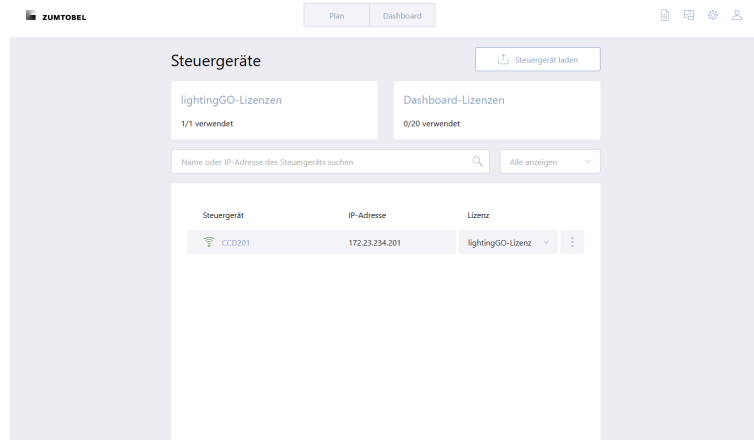 ZUMTOBEL
Plan
Dashboard
Steuergeräte
Steuergerät laden
lightingGO-Lizenzen
1/1 verwendet
Dashboard-Lizenzen
0/20 verwendet
Name oder IP-Adresse des Steuergeräts suchen
Alle anzeigen
Steuergerät IP-Adresse Lizenz
CCD201 172.23.234.201 lightingGO-Lizenz